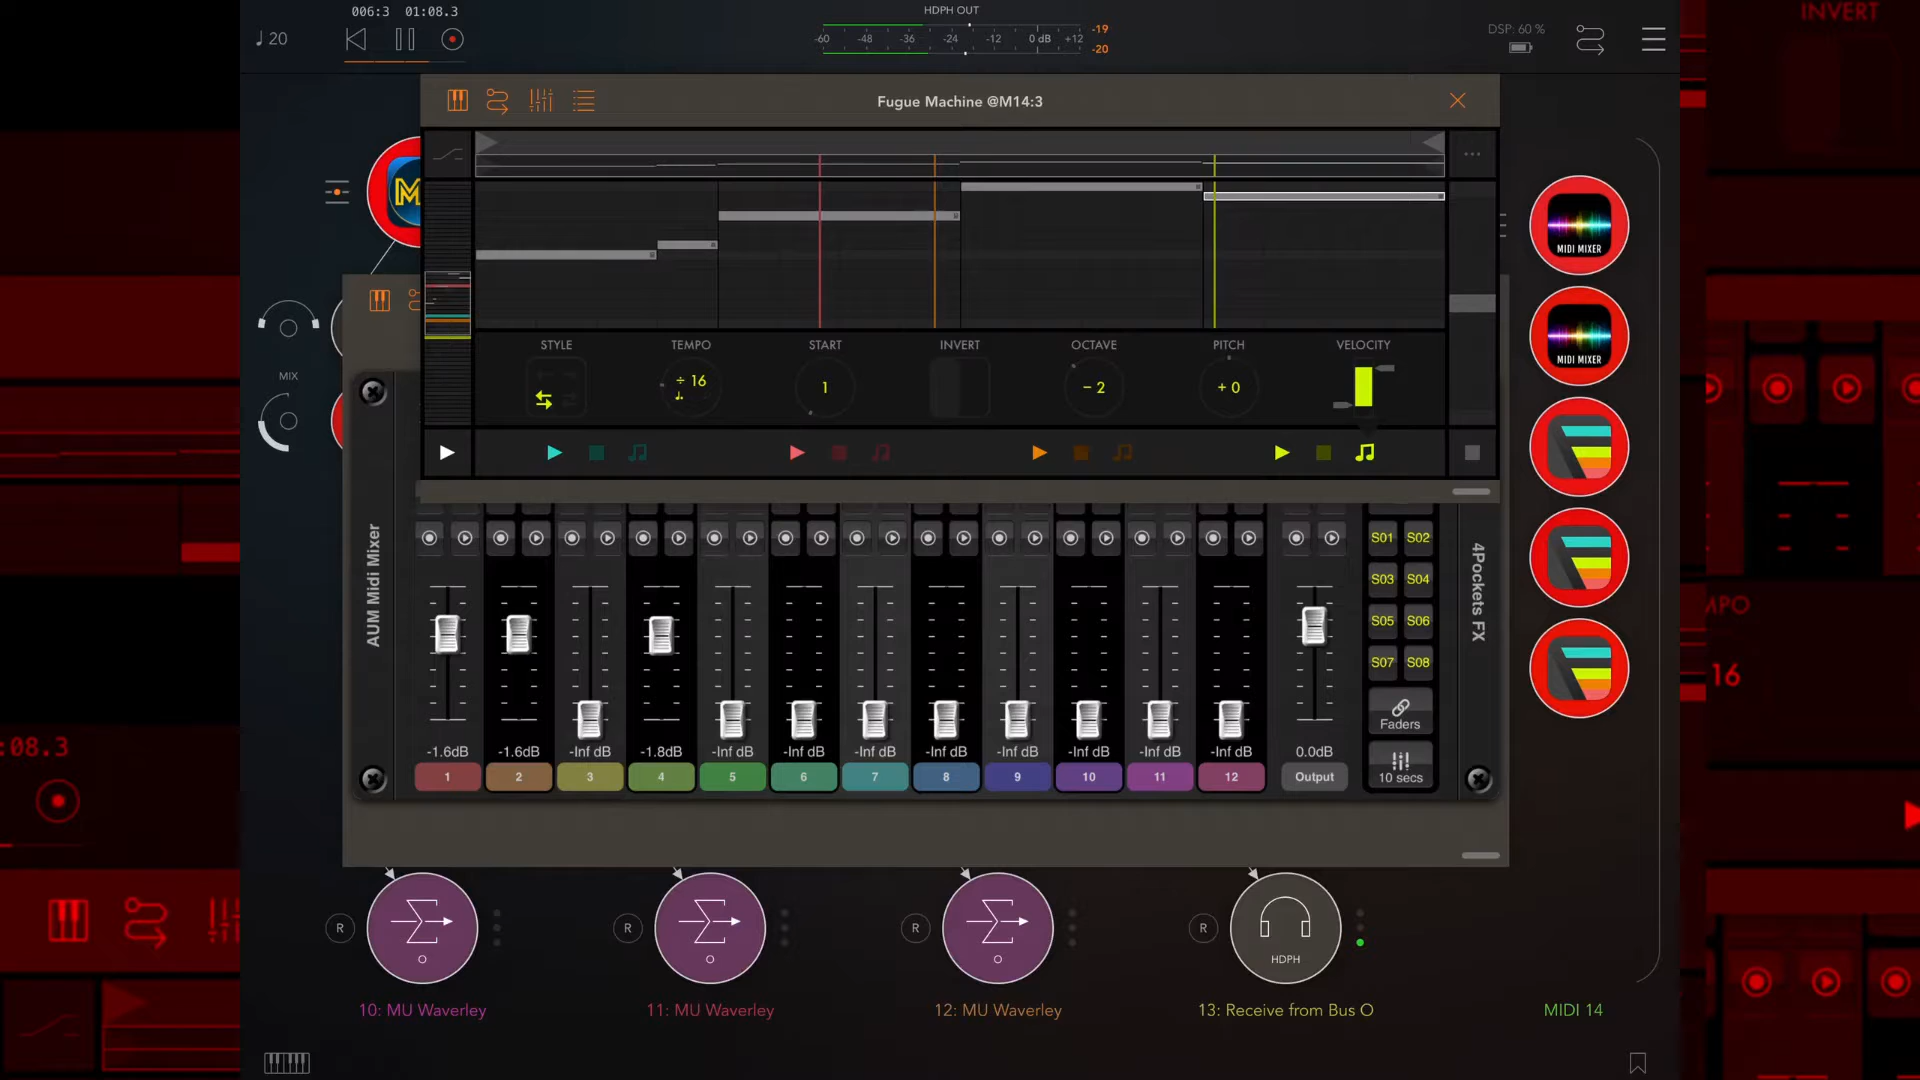 006:3 01:08.3
HDPH OUT
INVERT
♩ 20
-60 -48 -36 -24 -12 0 dB +12
-19
-20
DSP: 60 %
Fugue Machine @M14:3
M
MIDI MIXER
MIDI MIXER
STYLE TEMPO START INVERT OCTAVE PITCH VELOCITY
÷ 16
1
− 2
+ 0
MIX
AUM Midi Mixer
4Pockets FX
S01 S02
S03 S04
S05 S06
S07 S08
Faders
10 secs
-1.6dB -1.6dB -Inf dB -1.8dB -Inf dB -Inf dB -Inf dB -Inf dB -Inf dB -Inf dB -Inf dB -Inf dB 0.0dB
1 2 3 4 5 6 7 8 9 10 11 12 Output
MPO
16
:08.3
R R R R
O O O HDPH
10: MU Waverley
11: MU Waverley
12: MU Waverley
13: Receive from Bus O
MIDI 14